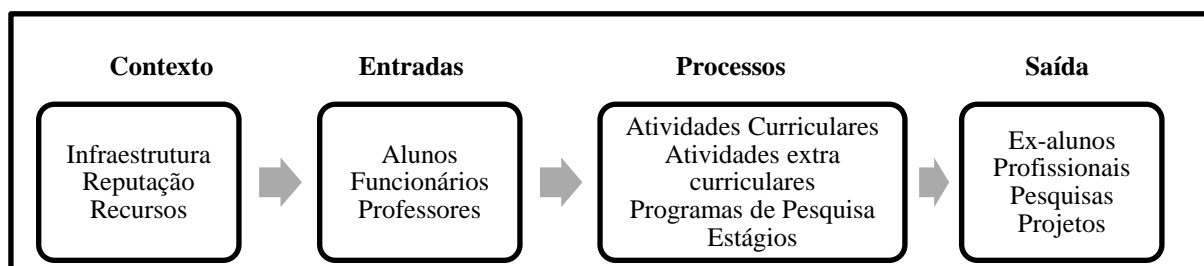 Contexto
Entradas
Processos
Saída
Infraestrutura
Reputação
Recursos
Alunos
Funcionários
Professores
Atividades Curriculares
Atividades extra
curriculares
Programas de Pesquisa
Estágios
Ex-alunos
Profissionais
Pesquisas
Projetos